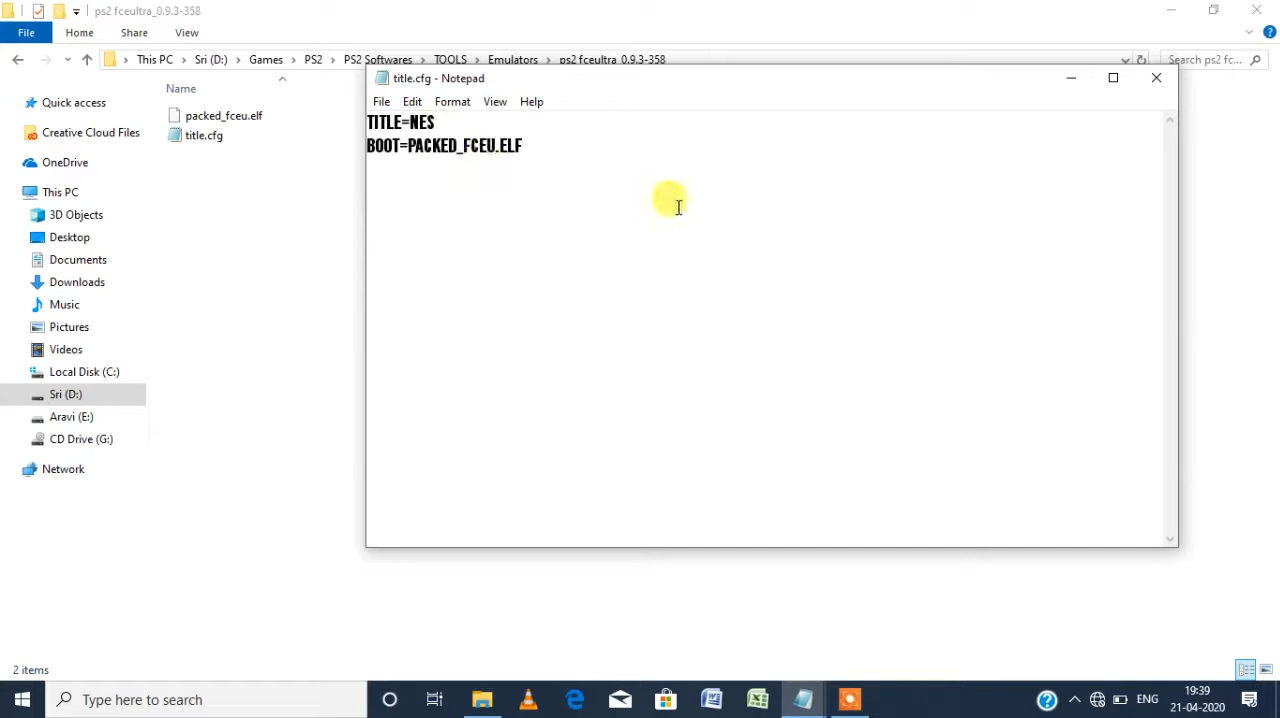 ps2 fceultra_0.9.3-358
File Home Share View
This PC Sri (D:) Games PS2 PS2 Softwares TOOLS Emulators ps2 fceultra_0.9.3-358 Search ps2 fc...
Name
packed_fceu.elf
title.cfg
Quick access
Creative Cloud Files
OneDrive
This PC
3D Objects
Desktop
Documents
Downloads
Music
Pictures
Videos
Local Disk (C:)
Sri (D:)
Aravi (E:)
CD Drive (G:)
Network
title.cfg - Notepad
File Edit Format View Help
TITLE=NES
BOOT=PACKED_FCEU.ELF
2 items
Type here to search
ENG
19:39
21-04-2020